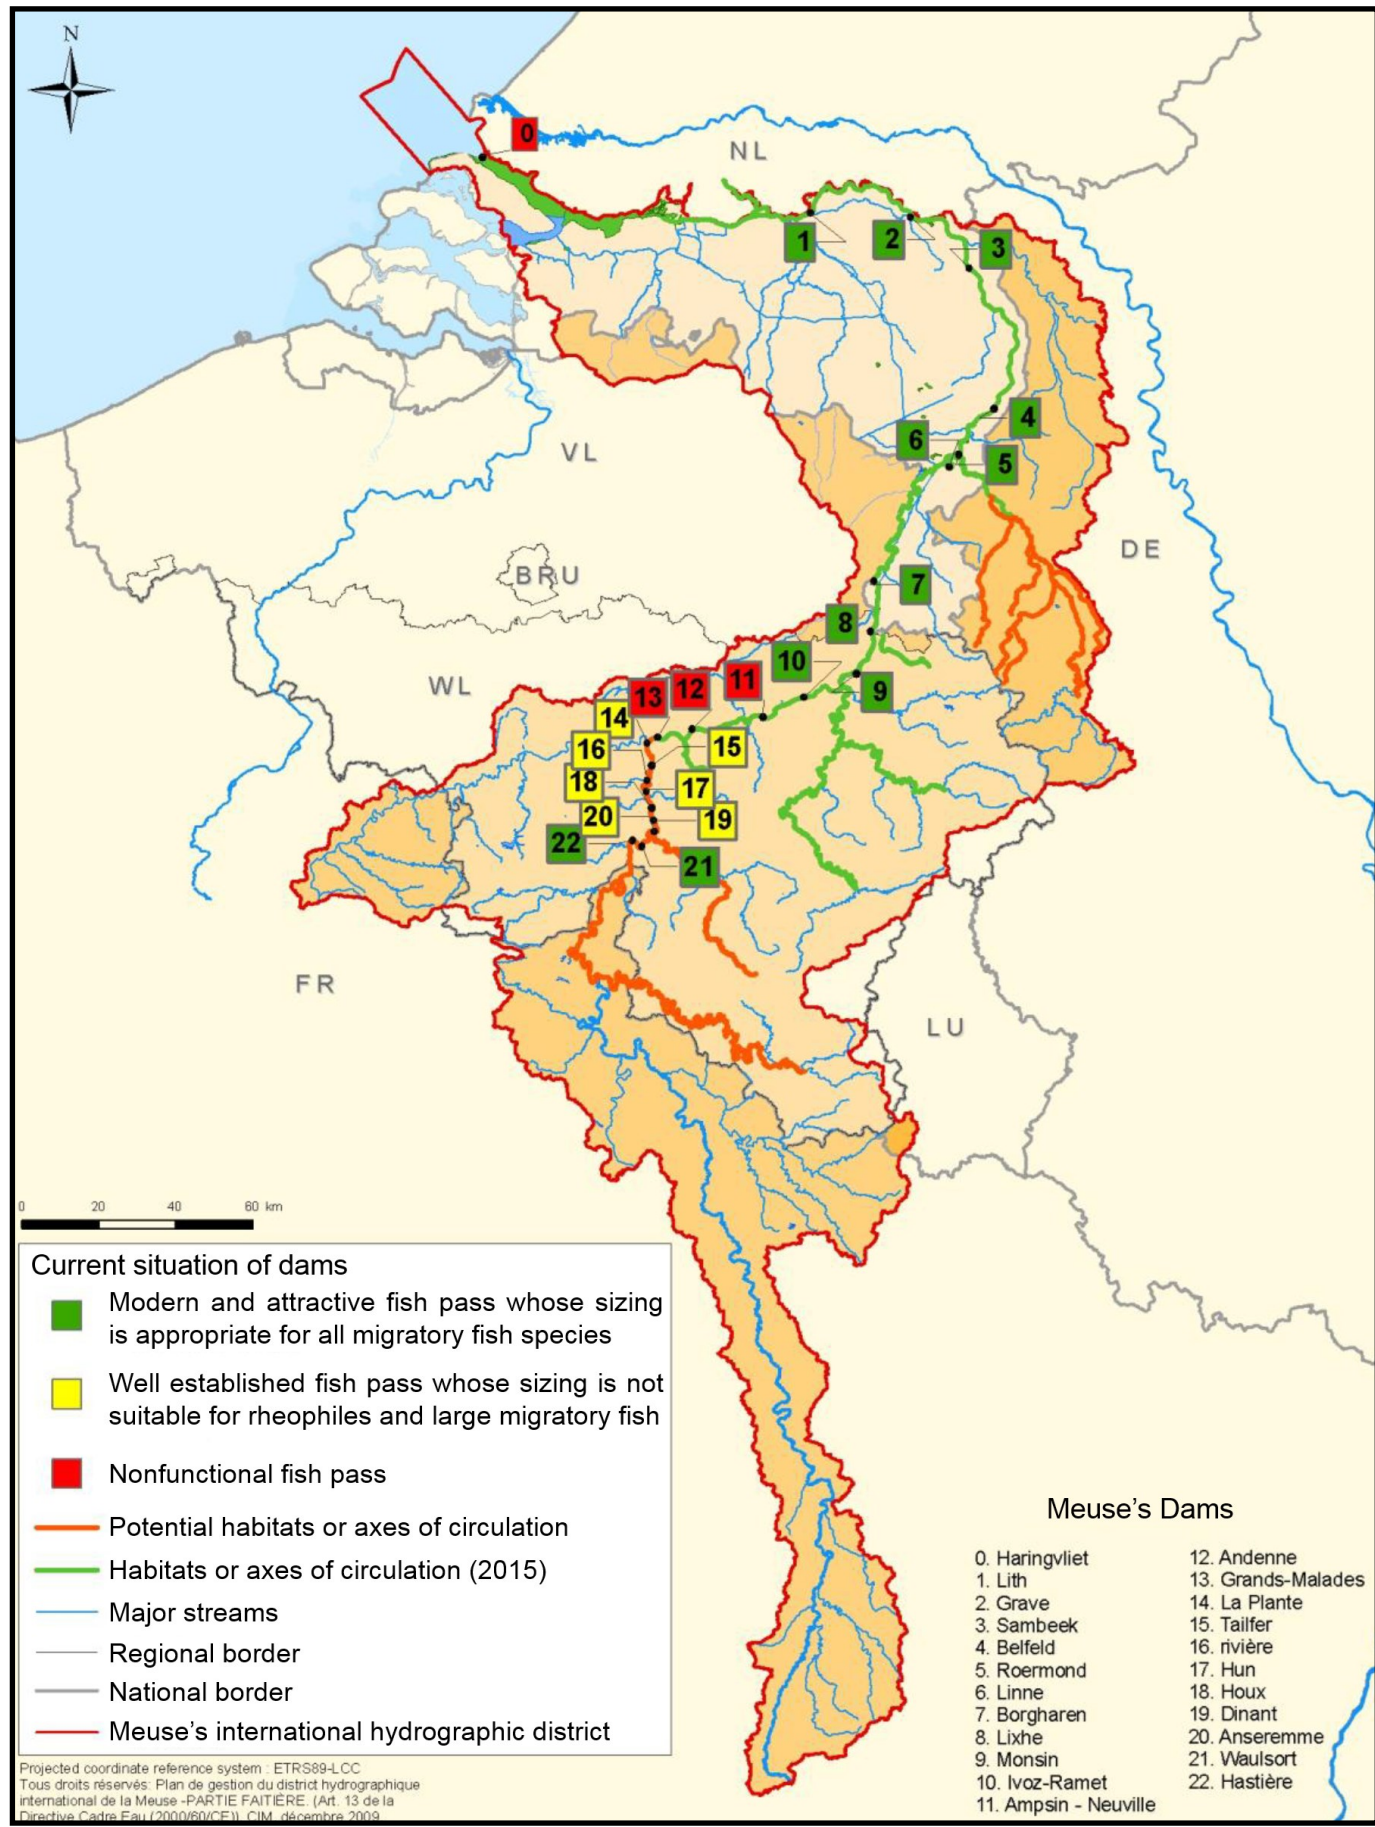 N
0
NL
1
2
3
4
6
5
VL
DE
BRU
7
8
10
9
WL
11
12
13
14
15
16
17
18
19
20
22
21
FR
LU
0 20 40 60 km
Current situation of dams
Modern and attractive fish pass whose sizing
is appropriate for all migratory fish species
Well established fish pass whose sizing is not
suitable for rheophiles and large migratory fish
Nonfunctional fish pass
Potential habitats or axes of circulation
Habitats or axes of circulation (2015)
Major streams
Regional border
National border
Meuse's international hydrographic district
Projected coordinate reference system : ETRS89-LCC
Tous droits réservés: Plan de gestion du district hydrographique
international de la Meuse -PARTIE FAITIÈRE. (Art. 13 de la
Directive Cadre Eau (2000/60/CE)). CIM, décembre 2009
Meuse's Dams
0. Haringvliet
1. Lith
2. Grave
3. Sambeek
4. Belfeld
5. Roermond
6. Linne
7. Borgharen
8. Lixhe
9. Monsin
10. Ivoz-Ramet
11. Ampsin - Neuville
12. Andenne
13. Grands-Malades
14. La Plante
15. Tailfer
16. rivière
17. Hun
18. Houx
19. Dinant
20. Anseremme
21. Waulsort
22. Hastière